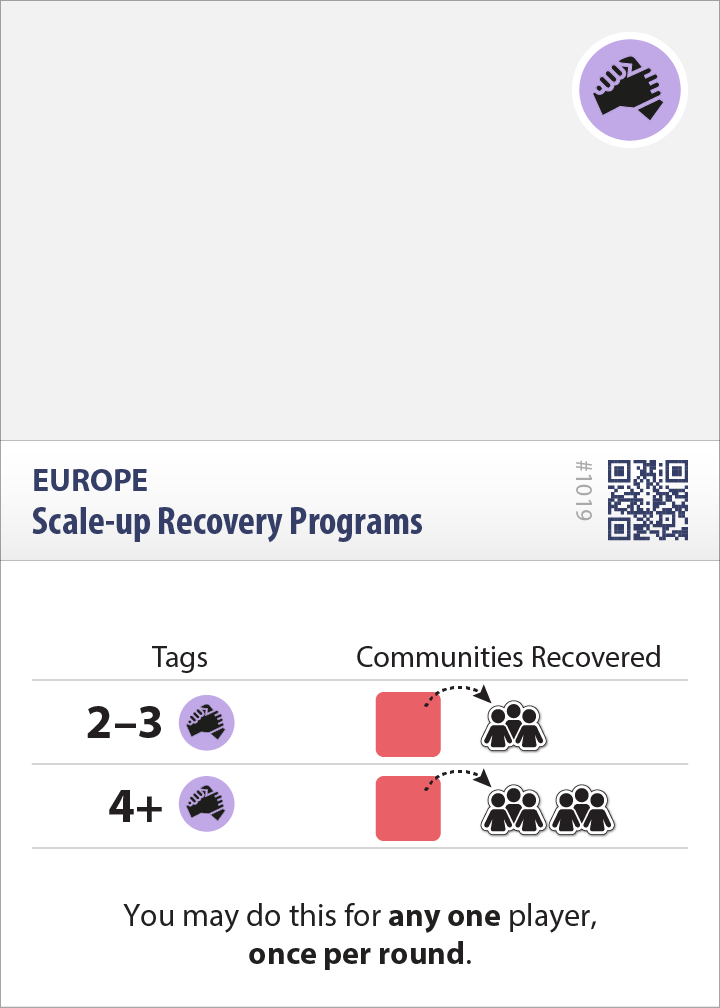 EUROPE
Scale-up Recovery Programs
#1019
Tags Communities Recovered
2–3
4+
You may do this for any one player,
once per round.